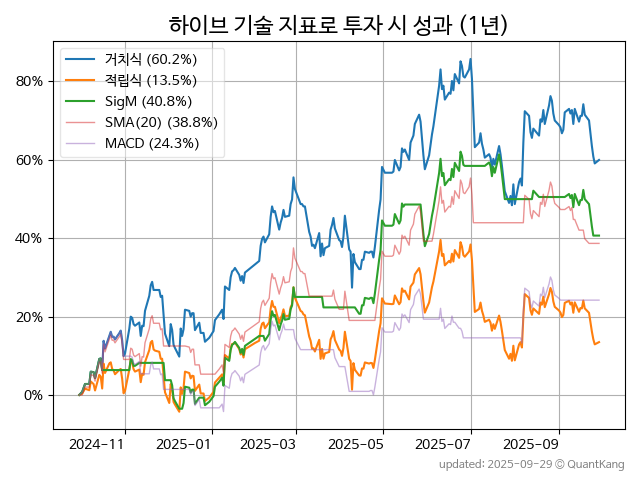 하이브 기술 지표로 투자 시 성과 (1년)
거치식 (60.2%)
적립식 (13.5%)
SigM (40.8%)
SMA(20) (38.8%)
MACD (24.3%)
80%
60%
40%
20%
0%
2024-11 2025-01 2025-03 2025-05 2025-07 2025-09
updated: 2025-09-29 © QuantKang